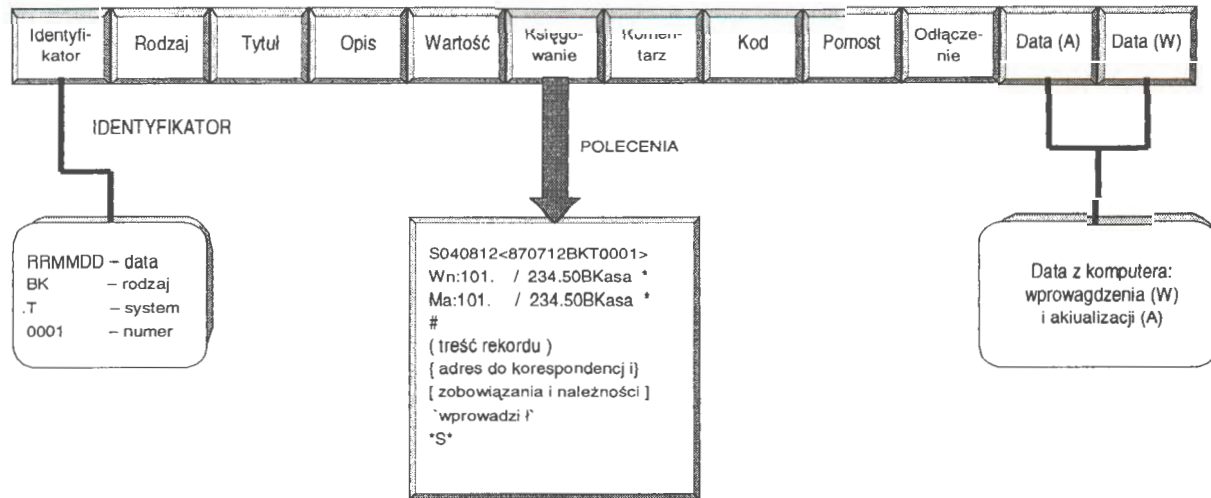 Identyfi-
kator
Rodzaj
Tytuł
Opis
Wartość
Księgo-
wanie
Komen-
tarz
Kod
Pomost
Odłącze-
nie
Data (A)
Data (W)
IDENTYFIKATOR
POLECENIA
RRMMDD – data
BK – rodzaj
.T – system
0001 – numer
S040812<870712BKT0001>
Wn:101. / 234.50BKasa *
Ma:101. / 234.50BKasa *
#
( treść rekordu )
{ adres do korespondencj i}
[ zobowiązania i należności ]
`wprowadzi ł`
*S*
Data z komputera:
wprowagdzenia (W)
i akiualizacji (A)